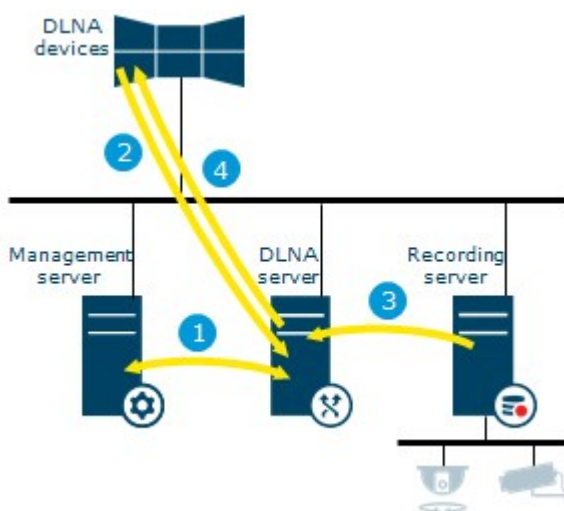 DLNA
devices
2
4
Management
server
DLNA
server
Recording
server
1
3